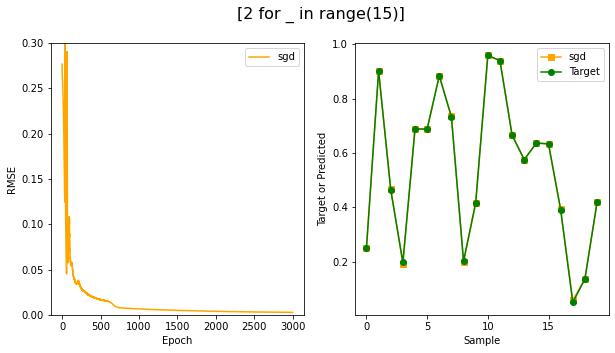 [2 for _ in range(15)]
0.30
0.25
0.20
0.15
0.10
0.05
0.00
RMSE
0 500 1000 1500 2000 2500 3000
Epoch
sgd
1.0
0.8
0.6
0.4
0.2
Target or Predicted
0 5 10 15
Sample
sgd
Target